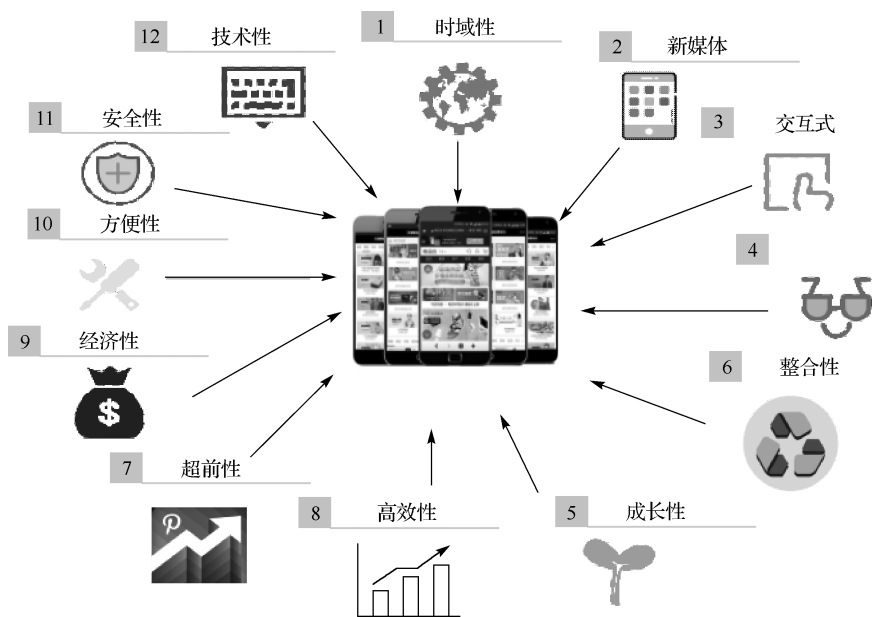 1 时域性
2 新媒体
3 交互式
4
6 整合性
5 成长性
8 高效性
7 超前性
9 经济性
$
10 方便性
11 安全性
12 技术性